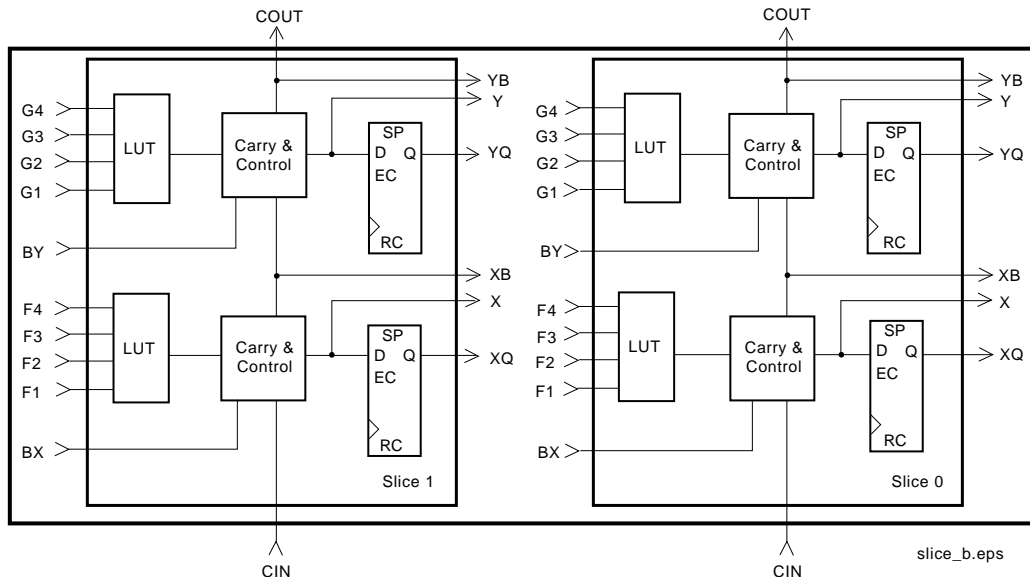 COUT
YB
Y
G4
G3
G2
G1
LUT
Carry &
Control
SP
D Q
EC
RC
YQ
BY
XB
X
F4
F3
F2
F1
LUT
Carry &
Control
SP
D Q
EC
RC
XQ
BX
Slice 1
CIN
COUT
YB
Y
G4
G3
G2
G1
LUT
Carry &
Control
SP
D Q
EC
RC
YQ
BY
XB
X
F4
F3
F2
F1
LUT
Carry &
Control
SP
D Q
EC
RC
XQ
BX
Slice 0
CIN
slice_b.eps